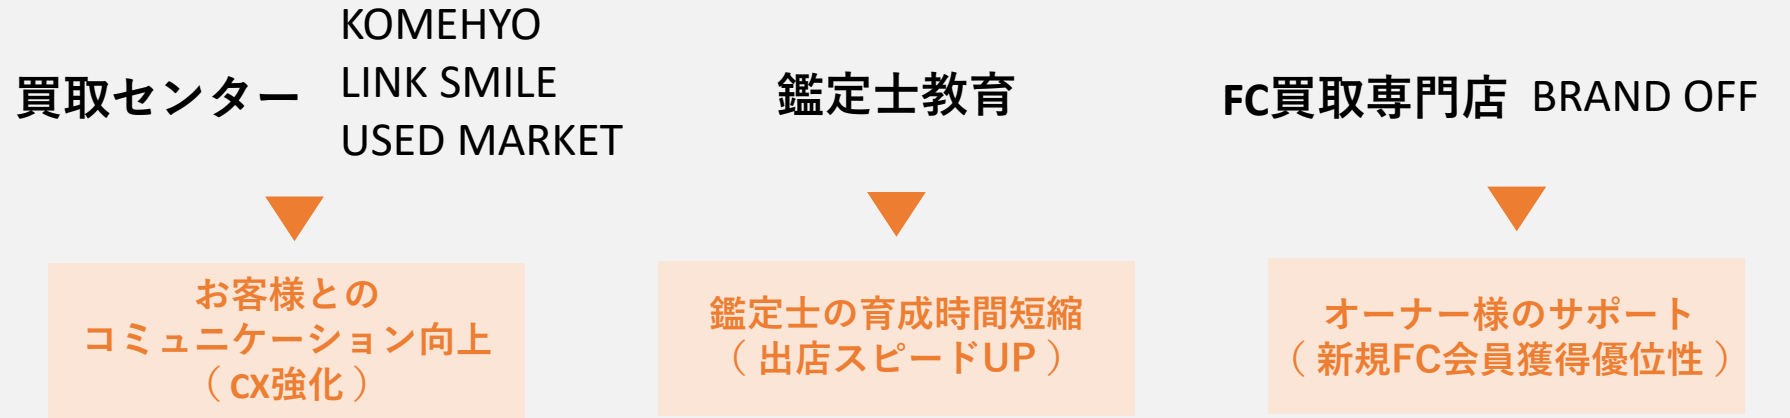 買取センター
KOMEHYO
LINK SMILE
USED MARKET
お客様との
コミュニケーション向上
（ CX強化 ）
鑑定士教育
鑑定士の育成時間短縮
（ 出店スピードUP ）
FC買取専門店 BRAND OFF
オーナー様のサポート
（ 新規FC会員獲得優位性 ）